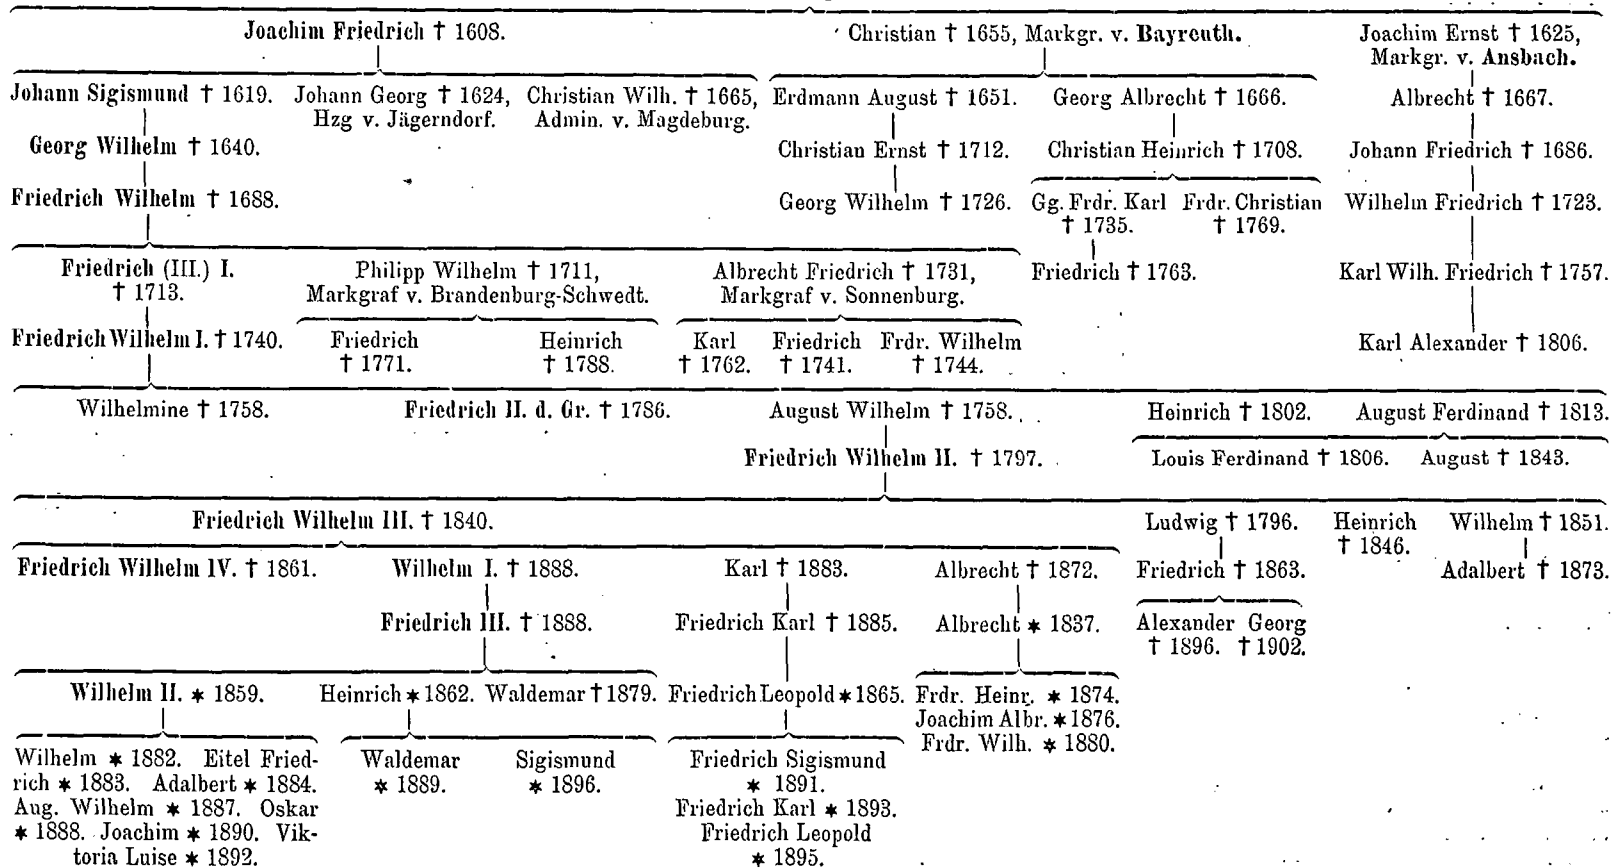 Joachim Friedrich † 1608. Christian † 1655, Markgr. v. Bayreuth. Joachim Ernst † 1625,
Markgr. v. Ansbach.
Johann Sigismund † 1619. Johann Georg † 1624, Christian Wilh. † 1665, Erdmann August † 1651. Georg Albrecht † 1666. Albrecht † 1667.
Hzg v. Jägerndorf. Admin. v. Magdeburg.
Georg Wilhelm † 1640. Christian Ernst † 1712. Christian Heinrich † 1708. Johann Friedrich † 1686.
Friedrich Wilhelm † 1688. Georg Wilhelm † 1726. Gg. Frdr. Karl Frdr. Christian Wilhelm Friedrich † 1723.
† 1735. † 1769.
Friedrich (III.) I. Philipp Wilhelm † 1711, Albrecht Friedrich † 1731, Friedrich † 1763. Karl Wilh. Friedrich † 1757.
† 1713. Markgraf v. Brandenburg-Schwedt. Markgraf v. Sonnenburg.
Friedrich Wilhelm I. † 1740. Friedrich Heinrich Karl Friedrich Frdr. Wilhelm Karl Alexander † 1806.
† 1771. † 1788. † 1762. † 1741. † 1744.
Wilhelmine † 1758. Friedrich II. d. Gr. † 1786. August Wilhelm † 1758. Heinrich † 1802. August Ferdinand † 1813.
Friedrich Wilhelm II. † 1797. Louis Ferdinand † 1806. August † 1843.
Friedrich Wilhelm III. † 1840. Ludwig † 1796. Heinrich Wilhelm † 1851.
† 1846.
Friedrich Wilhelm IV. † 1861. Wilhelm I. † 1888. Karl † 1883. Albrecht † 1872. Friedrich † 1863. Adalbert † 1873.
Friedrich III. † 1888. Friedrich Karl † 1885. Albrecht * 1837. Alexander Georg
† 1896. † 1902.
Wilhelm II. * 1859. Heinrich * 1862. Waldemar † 1879. Friedrich Leopold * 1865. Frdr. Heinr. * 1874.
Joachim Albr. * 1876.
Frdr. Wilh. * 1880.
Wilhelm * 1882. Eitel Fried- Waldemar Sigismund Friedrich Sigismund
rich * 1883. Adalbert * 1884. * 1889. * 1896. * 1891.
Aug. Wilhelm * 1887. Oskar Friedrich Karl * 1893.
* 1888. Joachim * 1890. Vik- Friedrich Leopold
toria Luise * 1892. * 1895.